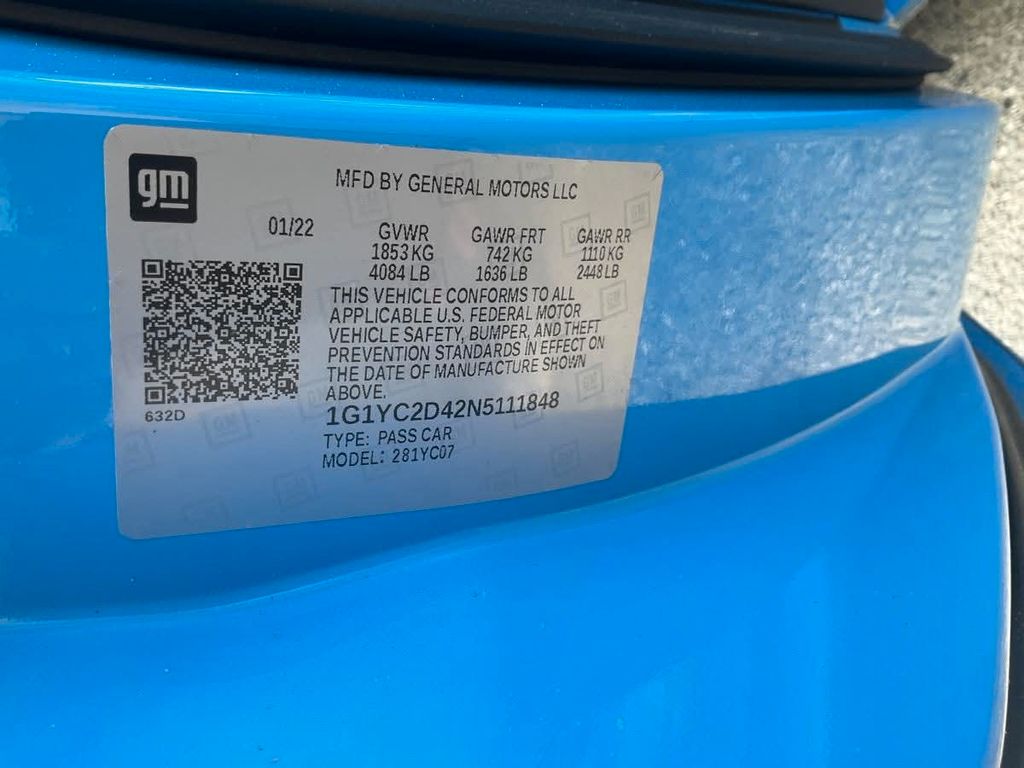 gm
MFD BY GENERAL MOTORS LLC
01/22
GVWR GAWR FRT GAWR RR
1853 KG 742 KG 1110 KG
4084 LB 1636 LB 2448 LB
THIS VEHICLE CONFORMS TO ALL
APPLICABLE U.S. FEDERAL MOTOR
VEHICLE SAFETY, BUMPER, AND THEFT
PREVENTION STANDARDS IN EFFECT ON
THE DATE OF MANUFACTURE SHOWN
ABOVE.
632D
1G1YC2D42N5111848
TYPE: PASS CAR
MODEL: 281YC07